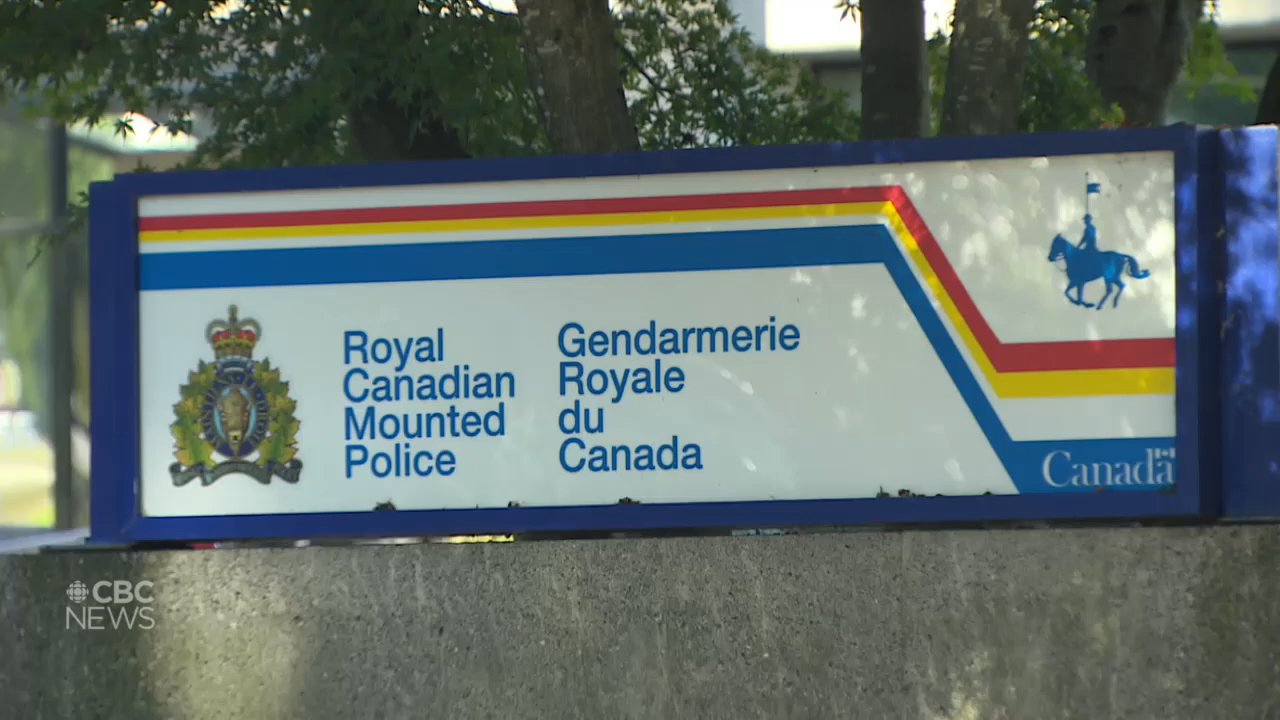 Royal
Canadian
Mounted
Police
Gendarmerie
Royale
du
Canada
Canada
CBC
NEWS